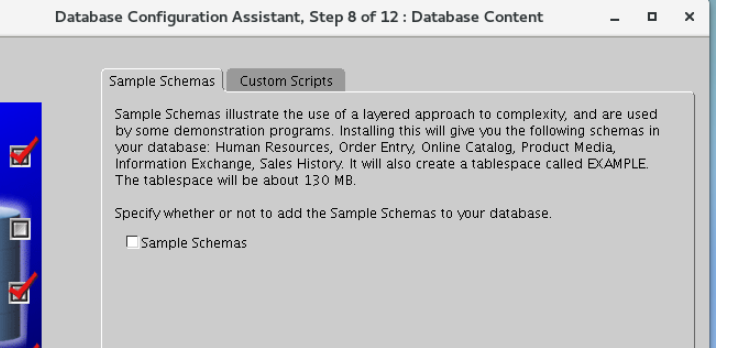 Database Configuration Assistant, Step 8 of 12 : Database Content
Sample Schemas
Custom Scripts
Sample Schemas illustrate the use of a layered approach to complexity, and are used
by some demonstration programs. Installing this will give you the following schemas in
your database: Human Resources, Order Entry, Online Catalog, Product Media,
Information Exchange, Sales History. It will also create a tablespace called EXAMPLE.
The tablespace will be about 130 MB.
Specify whether or not to add the Sample Schemas to your database.
Sample Schemas